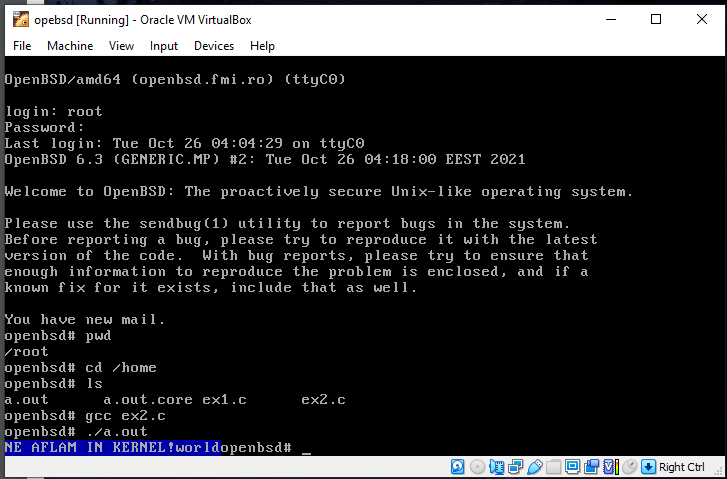 opebsd [Running] - Oracle VM VirtualBox
File Machine View Input Devices Help
OpenBSD/amd64 (openbsd.fmi.ro) (ttyC0)
login: root
Password:
Last login: Tue Oct 26 04:04:29 on ttyC0
OpenBSD 6.3 (GENERIC.MP) #2: Tue Oct 26 04:18:00 EEST 2021
Welcome to OpenBSD: The proactively secure Unix-like operating system.
Please use the sendbug(1) utility to report bugs in the system.
Before reporting a bug, please try to reproduce it with the latest
version of the code.  With bug reports, please try to ensure that
enough information to reproduce the problem is enclosed, and if a
known fix for it exists, include that as well.
You have new mail.
openbsd# pwd
/root
openbsd# cd /home
openbsd# ls
a.out      a.out.core ex1.c      ex2.c
openbsd# gcc ex2.c
openbsd# ./a.out
NE AFLAM IN KERNEL!worldopenbsd# _
Right Ctrl